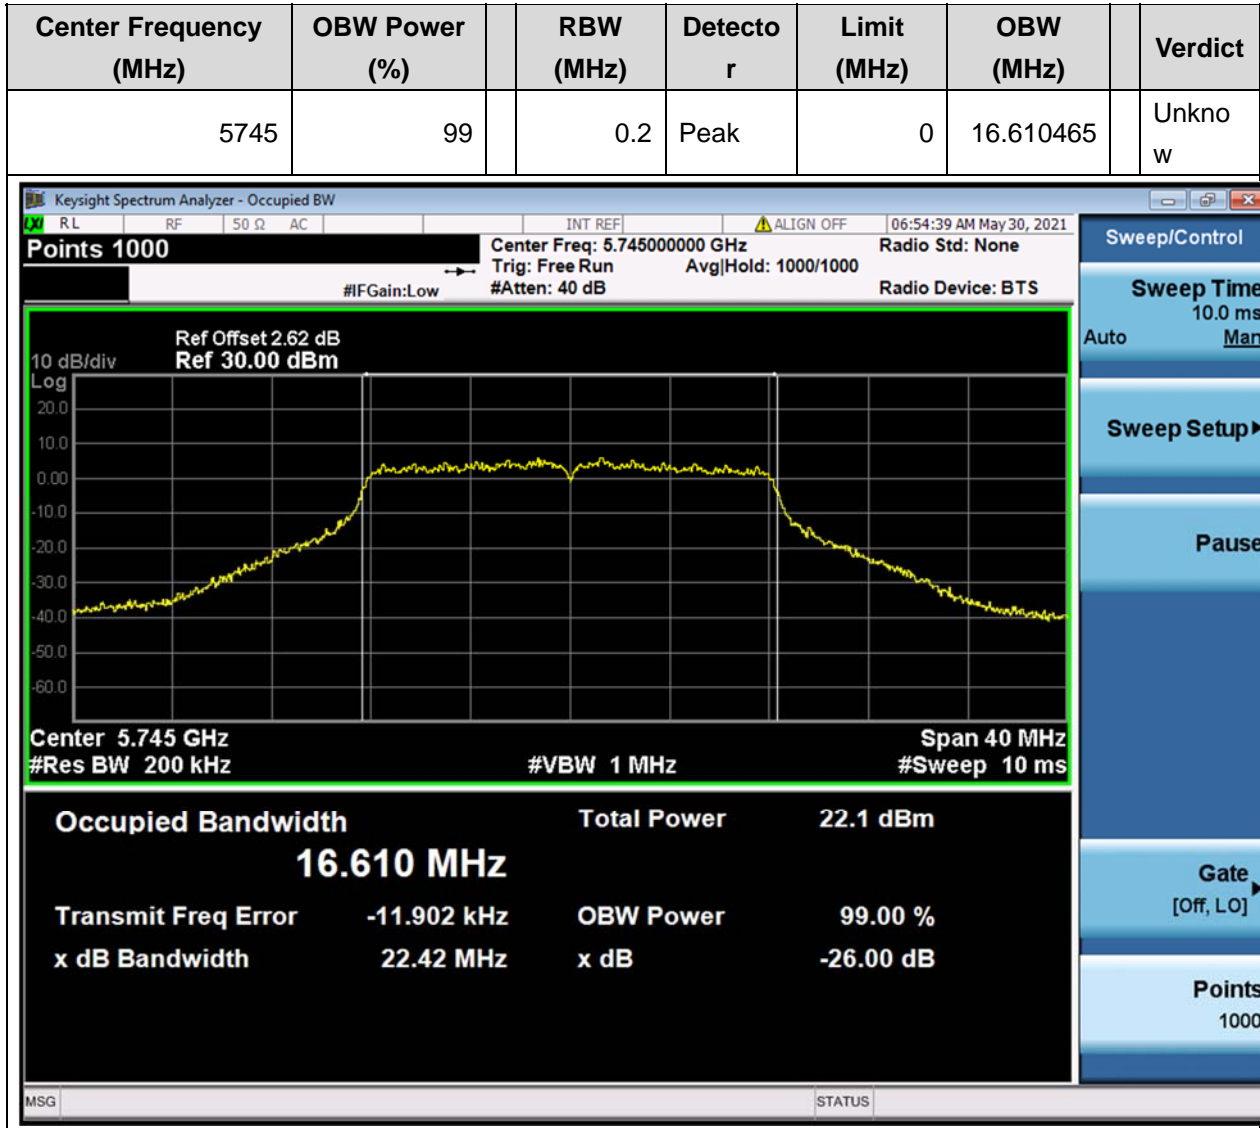 Center Frequency (MHz) OBW Power (%) RBW (MHz) Detecto r Limit (MHz) OBW (MHz) Verdict
5745 99 0.2 Peak 0 16.610465 Unkno w
Keysight Spectrum Analyzer - Occupied BW
LXI RL RF 50 Ω AC INT REF ALIGN OFF 06:54:39 AM May 30, 2021
Points 1000
Center Freq: 5.745000000 GHz Radio Std: None
Trig: Free Run Avg|Hold: 1000/1000
#IFGain:Low #Atten: 40 dB Radio Device: BTS
Ref Offset 2.62 dB
10 dB/div Ref 30.00 dBm
Log
20.0
10.0
0.00
-10.0
-20.0
-30.0
-40.0
-50.0
-60.0
Center 5.745 GHz Span 40 MHz
#Res BW 200 kHz #VBW 1 MHz #Sweep 10 ms
Occupied Bandwidth Total Power 22.1 dBm
16.610 MHz
Transmit Freq Error -11.902 kHz OBW Power 99.00 %
x dB Bandwidth 22.42 MHz x dB -26.00 dB
MSG STATUS
Sweep/Control
Sweep Time
10.0 ms
Auto Man
Sweep Setup
Pause
Gate
[Off, LO]
Points
1000